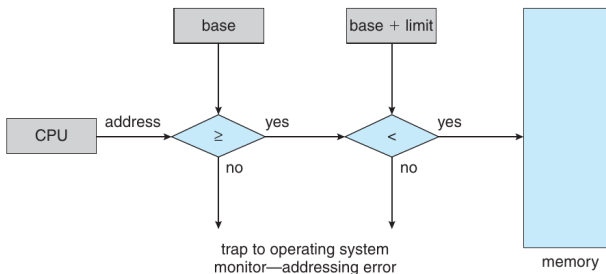 base
base + limit
CPU
address
≥
yes
<
yes
no
no
trap to operating system
monitor—addressing error
memory